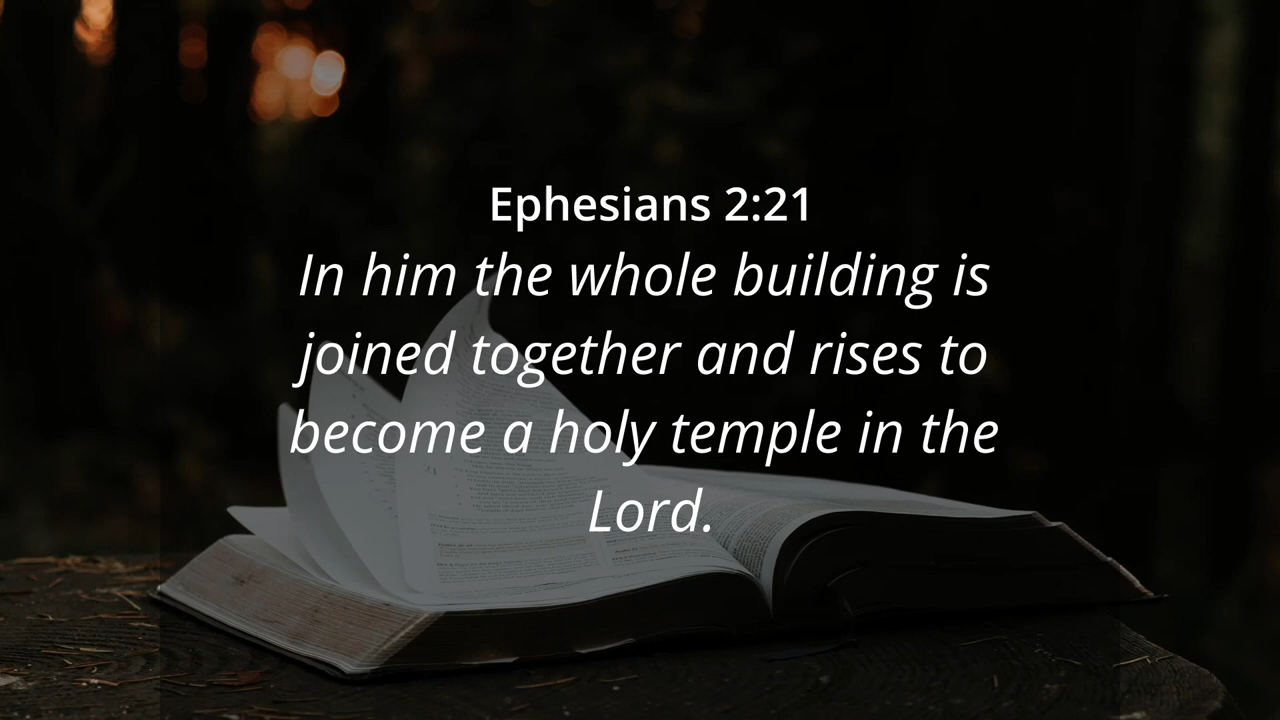 Ephesians 2:21
In him the whole building is
joined together and rises to
become a holy temple in the
Lord.